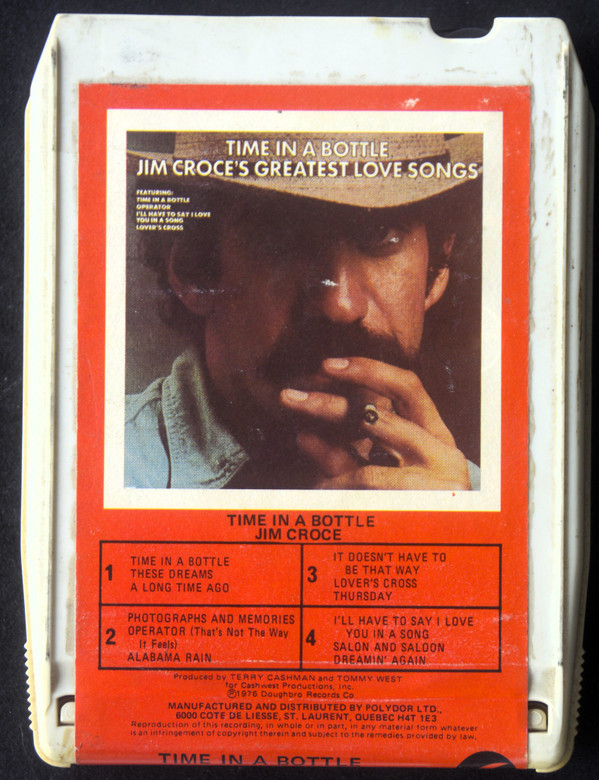 TIME IN A BOTTLE
JIM CROCE'S GREATEST LOVE SONGS
FEATURING:
TIME IN A BOTTLE
OPERATOR
I'LL HAVE TO SAY I LOVE
YOU IN A SONG
LOVER'S CROSS
TIME IN A BOTTLE
JIM CROCE
1
TIME IN A BOTTLE
THESE DREAMS
A LONG TIME AGO
2
PHOTOGRAPHS AND MEMORIES
OPERATOR (That's Not The Way
It Feels)
ALABAMA RAIN
3
IT DOESN'T HAVE TO
BE THAT WAY
LOVER'S CROSS
THURSDAY
4
I'LL HAVE TO SAY I LOVE
YOU IN A SONG
SALON AND SALOON
DREAMIN' AGAIN
Produced by TERRY CASHMAN and TOMMY WEST
for Cashwest Productions, Inc.
℗1976 Doughbro Records Co
MANUFACTURED AND DISTRIBUTED BY POLYDOR LTD.,
6000 COTE DE LIESSE, ST. LAURENT, QUEBEC H4T 1E3
Reproduction of this recording, in whole or in part, in any material form whatever
is an infringement of copyright therein and subject to the remedies provided by law.
TIME IN A BOTTLE